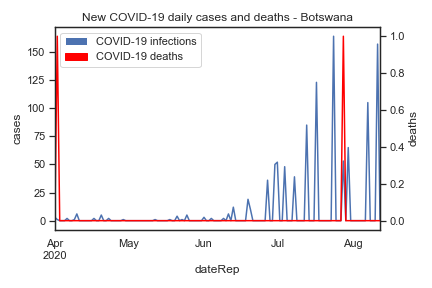 New COVID-19 daily cases and deaths - Botswana
COVID-19 infections
COVID-19 deaths
150
125
100
75
50
25
0
cases
1.0
0.8
0.6
0.4
0.2
0.0
deaths
Apr May Jun Jul Aug
2020
dateRep